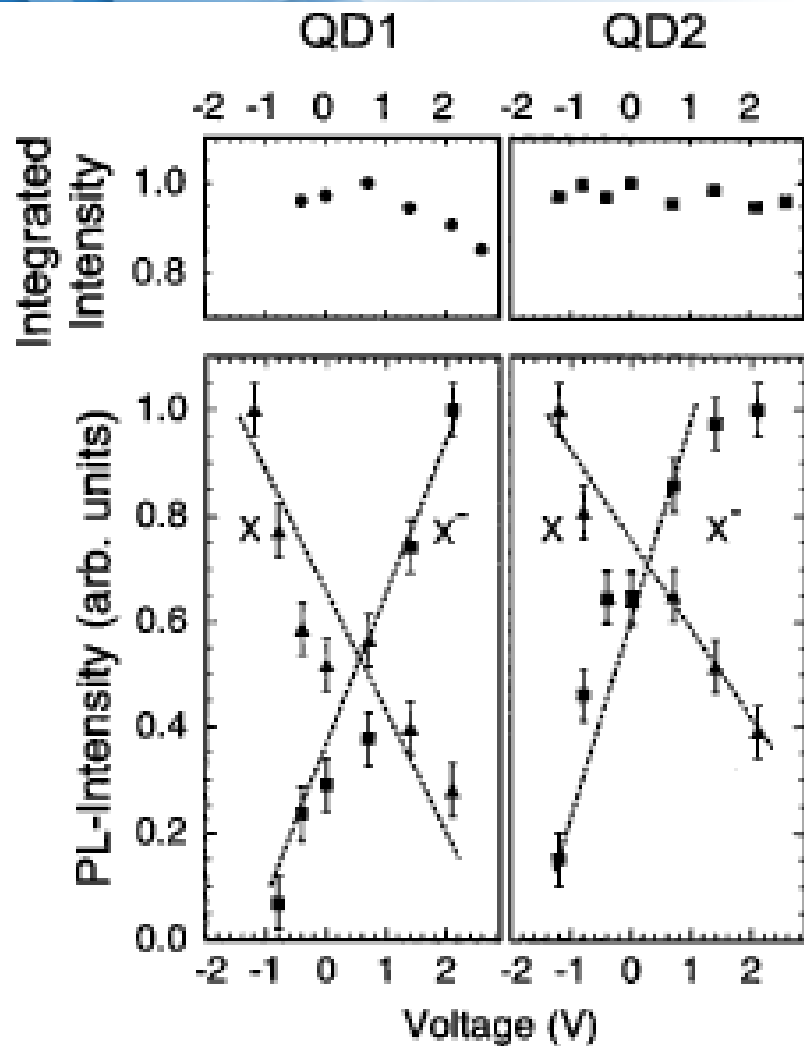 QD1 QD2
-2 -1 0 1 2 -2 -1 0 1 2
Integrated
Intensity
1.0
0.8
PL-Intensity (arb. units)
1.0
0.8
0.6
0.4
0.2
0.0
X X⁻ X X⁻
-2 -1 0 1 2 -2 -1 0 1 2
Voltage (V)